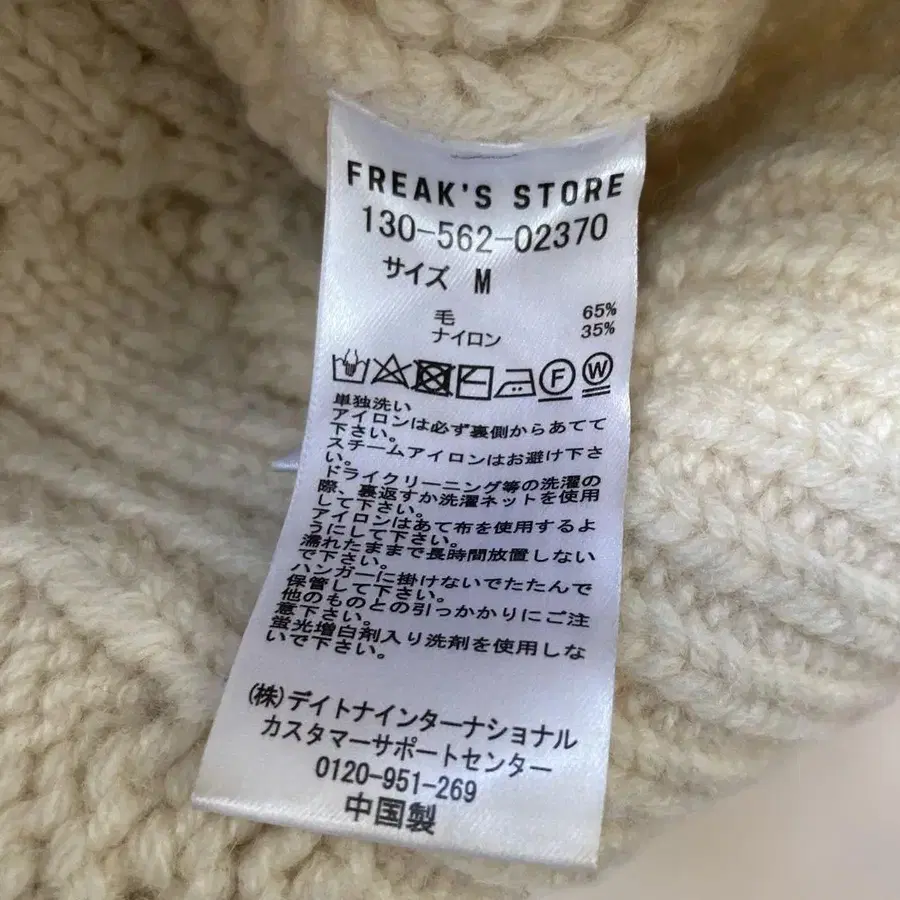 FREAK'S STORE
130-562-02370
サイズ M
毛 65%
ナイロン 35%
F W
単独洗い
アイロンは必ず裏側からあてて
下さい。
スチームアイロンはお避け下さ
い。
ドライクリーニング等の洗濯の
際、裏返すか洗濯ネットを使用
して下さい。
アイロンはあて布を使用するよ
うにして下さい。
濡れたままで長時間放置しない
で下さい。
ハンガーに掛けないでたたんで
保管して下さい。
他のものとの引っかかりにご注
意下さい。
蛍光増白剤入り洗剤を使用しな
いで下さい。
(株)デイトナインターナショナル
カスタマーサポートセンター
0120-951-269
中国製